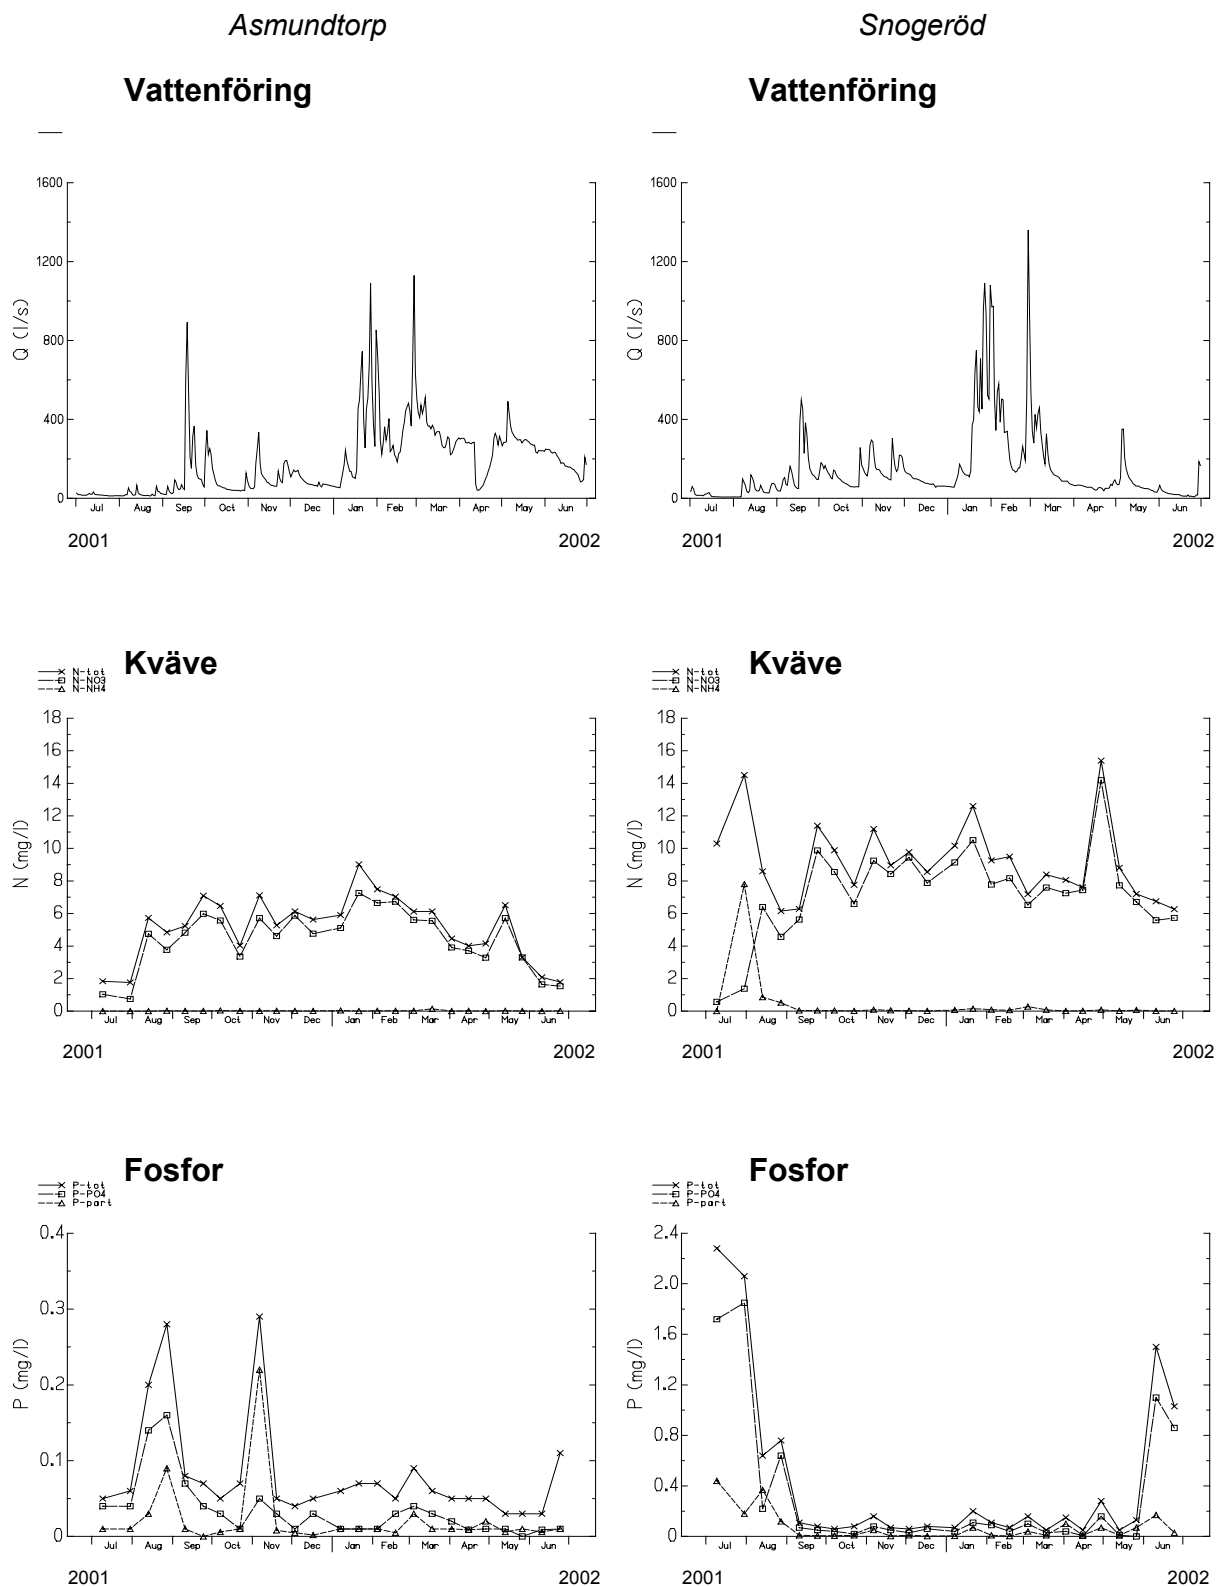 Asmundtorp
Snogeröd
Vattenföring
Vattenföring
1600
1200
800
400
0
Q (l/s)
Jul Aug Sep Oct Nov Dec Jan Feb Mar Apr May Jun
2001 2002
1600
1200
800
400
0
Q (l/s)
Jul Aug Sep Oct Nov Dec Jan Feb Mar Apr May Jun
2001 2002
Kväve
N-tot
N-NO3
N-NH4
18
16
14
12
10
8
6
4
2
0
N (mg/l)
Jul Aug Sep Oct Nov Dec Jan Feb Mar Apr May Jun
2001 2002
Kväve
N-tot
N-NO3
N-NH4
18
16
14
12
10
8
6
4
2
0
N (mg/l)
Jul Aug Sep Oct Nov Dec Jan Feb Mar Apr May Jun
2001 2002
Fosfor
P-tot
P-PO4
P-part
0.4
0.3
0.2
0.1
0
P (mg/l)
Jul Aug Sep Oct Nov Dec Jan Feb Mar Apr May Jun
2001 2002
Fosfor
P-tot
P-PO4
P-part
2.4
2.0
1.6
1.2
0.8
0.4
0
P (mg/l)
Jul Aug Sep Oct Nov Dec Jan Feb Mar Apr May Jun
2001 2002